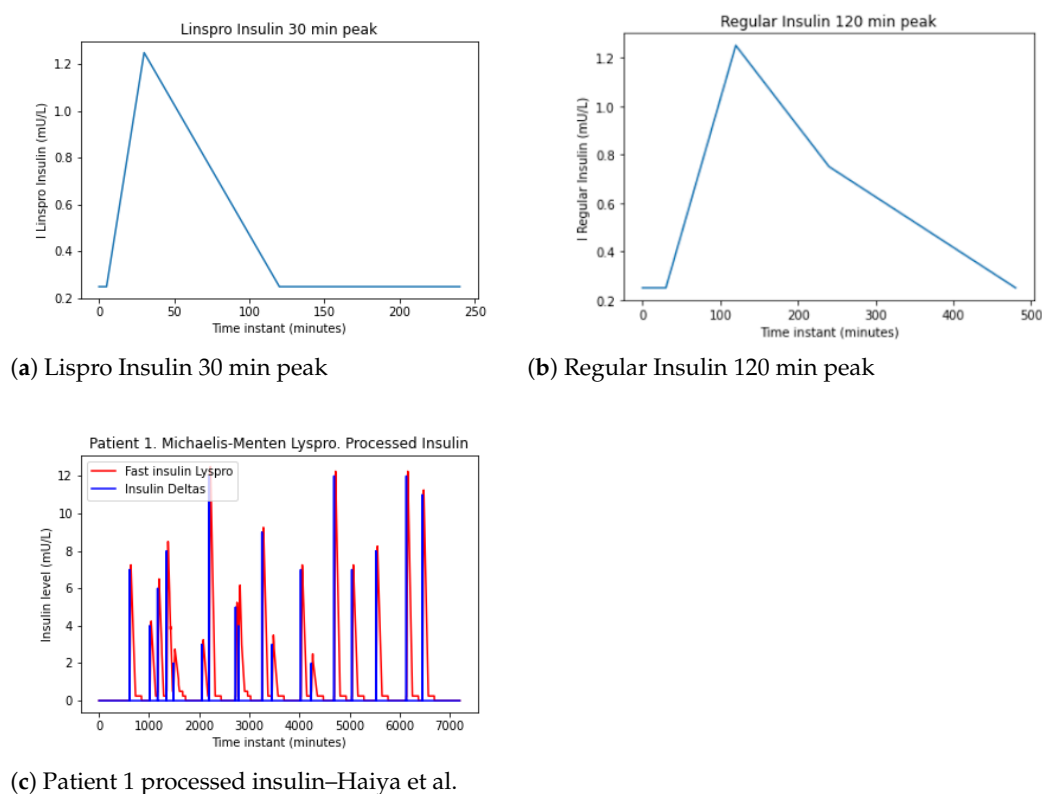 Linspro Insulin 30 min peak
I Linspro Insulin (mU/L)
1.2
1.0
0.8
0.6
0.4
0.2
0 50 100 150 200 250
Time instant (minutes)
(a) Lispro Insulin 30 min peak
Regular Insulin 120 min peak
I Regular Insulin (mU/L)
1.2
1.0
0.8
0.6
0.4
0.2
0 100 200 300 400 500
Time instant (minutes)
(b) Regular Insulin 120 min peak
Patient 1. Michaelis-Menten Lyspro. Processed Insulin
Fast insulin Lyspro
Insulin Deltas
Insulin level (mU/L)
12
10
8
6
4
2
0
0 1000 2000 3000 4000 5000 6000 7000
Time instant (minutes)
(c) Patient 1 processed insulin–Haiya et al.